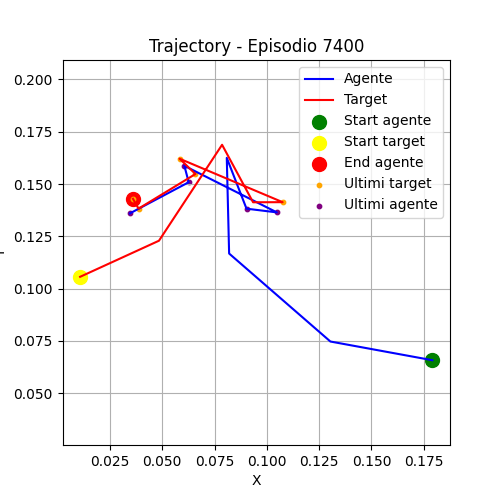 Trajectory - Episodio 7400
Agente
Target
Start agente
Start target
End agente
Ultimi target
Ultimi agente
0.200
0.175
0.150
0.125
0.100
0.075
0.050
0.025
0.050
0.075
0.100
0.125
0.150
0.175
X